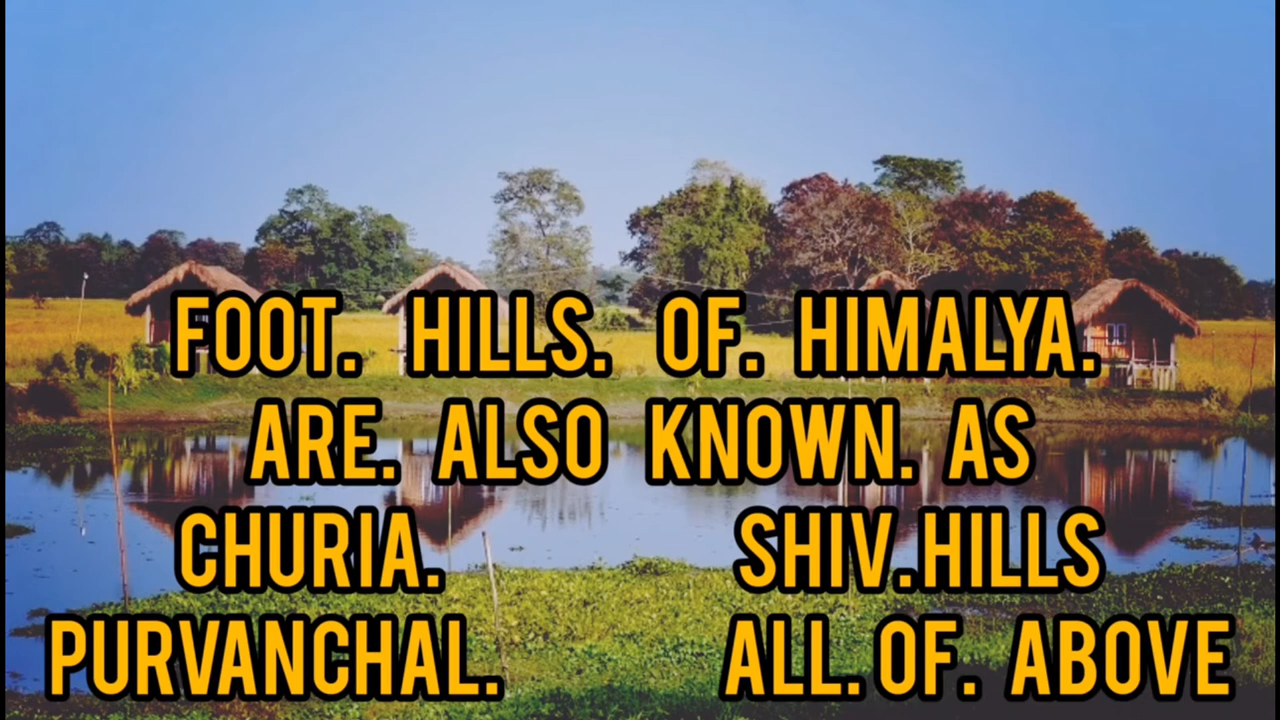 FOOT. HILLS. OF. HIMALYA.
ARE. ALSO KNOWN. AS
CHURIA. SHIV.HILLS
PURVANCHAL. ALL. OF. ABOVE